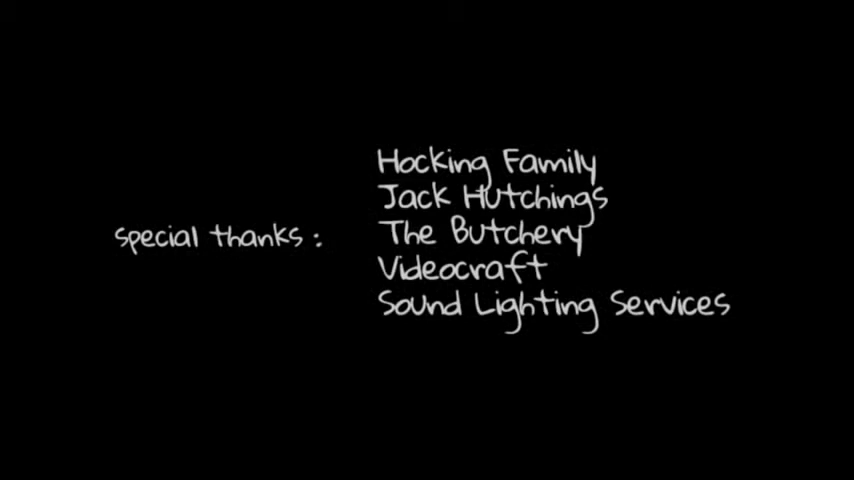 special thanks :
Hocking Family
Jack Hutchings
The Butchery
Videocraft
Sound Lighting Services